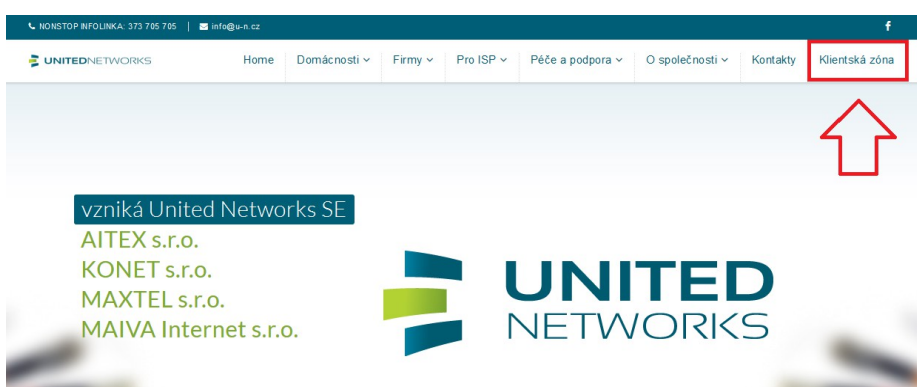 NONSTOP INFOLINKA: 373 705 705 | info@u-n.cz
UNITEDNETWORKS Home Domácnosti Firmy Pro ISP Péče a podpora O společnosti Kontakty Klientská zóna
vzniká United Networks SE
AITEX s.r.o.
KONET s.r.o.
MAXTEL s.r.o.
MAIVA Internet s.r.o.
UNITED
NETWORKS